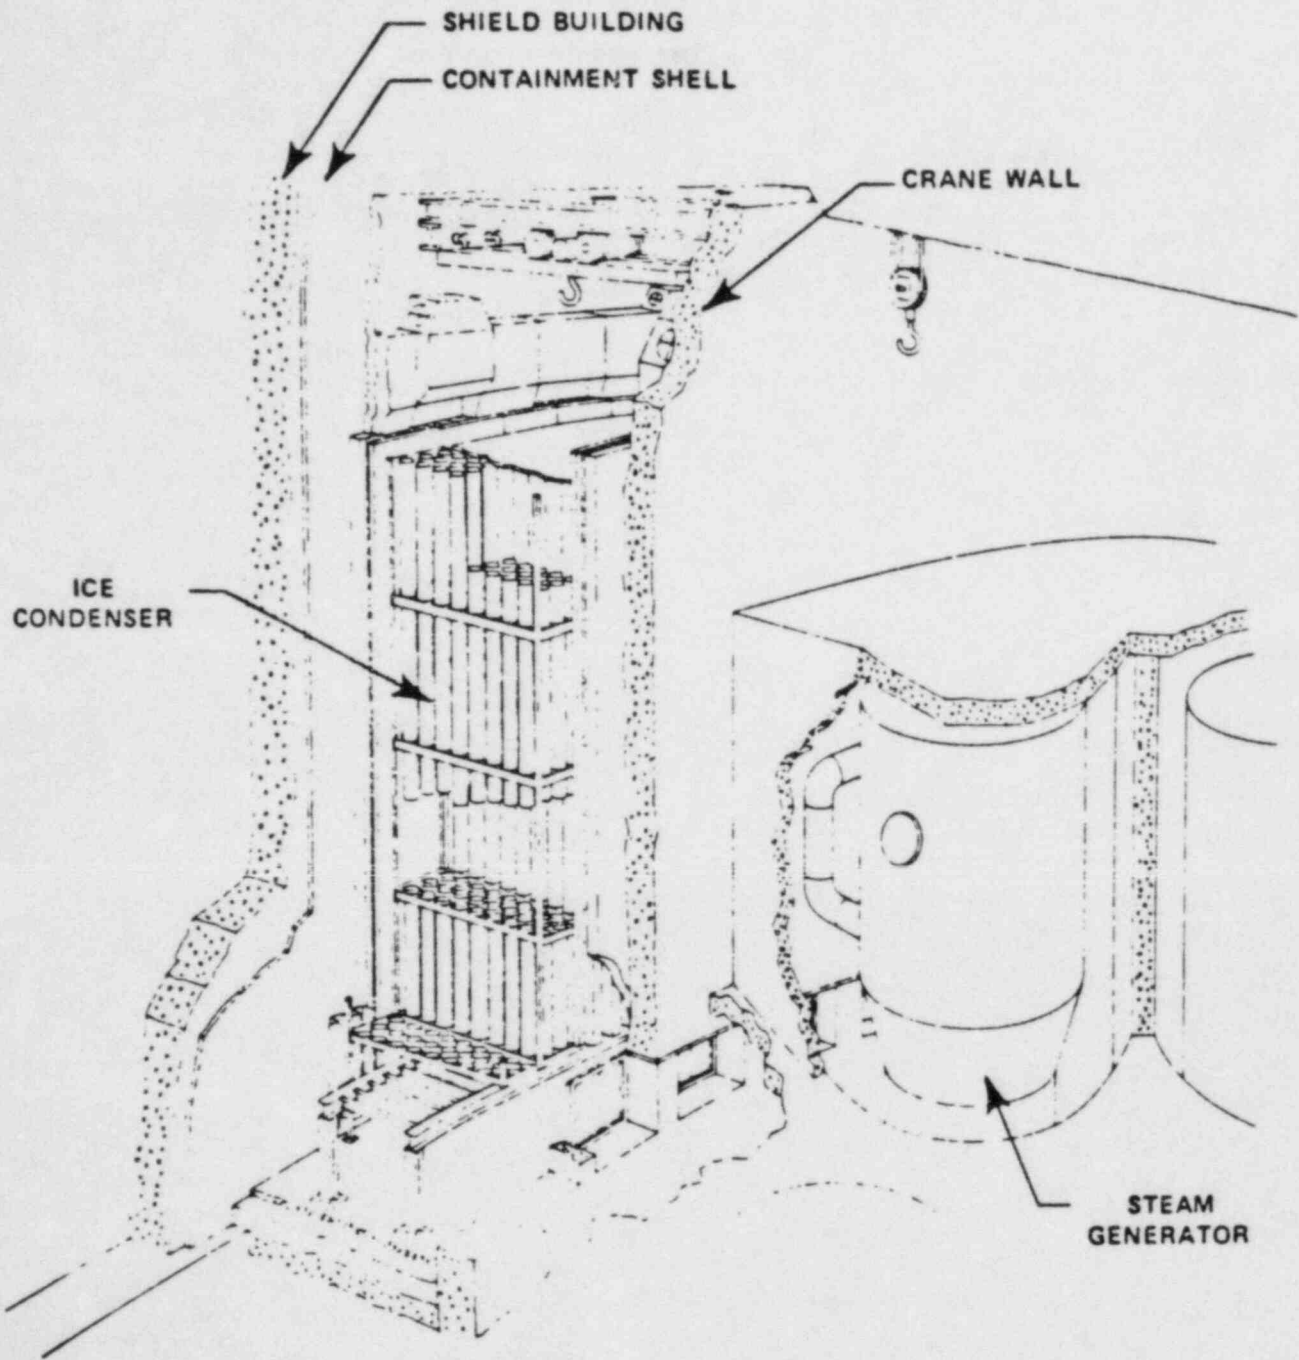 SHIELD BUILDING
CONTAINMENT SHELL
CRANE WALL
ICE
CONDENSER
STEAM
GENERATOR